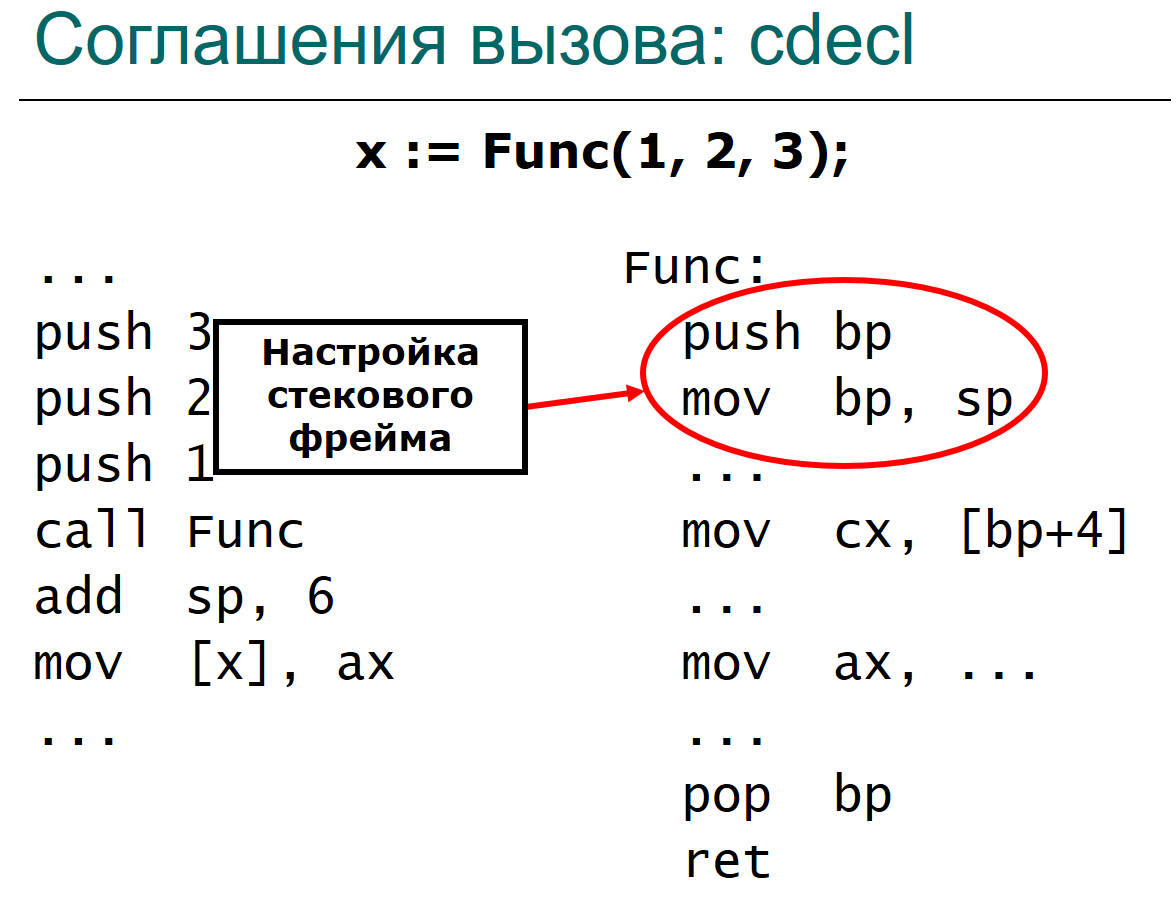 Соглашения вызова: cdecl
x := Func(1, 2, 3);
...
push 3
push 2
push 1
call Func
add sp, 6
mov [x], ax
...
Настройка
стекового
фрейма
Func:
push bp
mov bp, sp
...
mov cx, [bp+4]
...
mov ax, ...
...
pop bp
ret